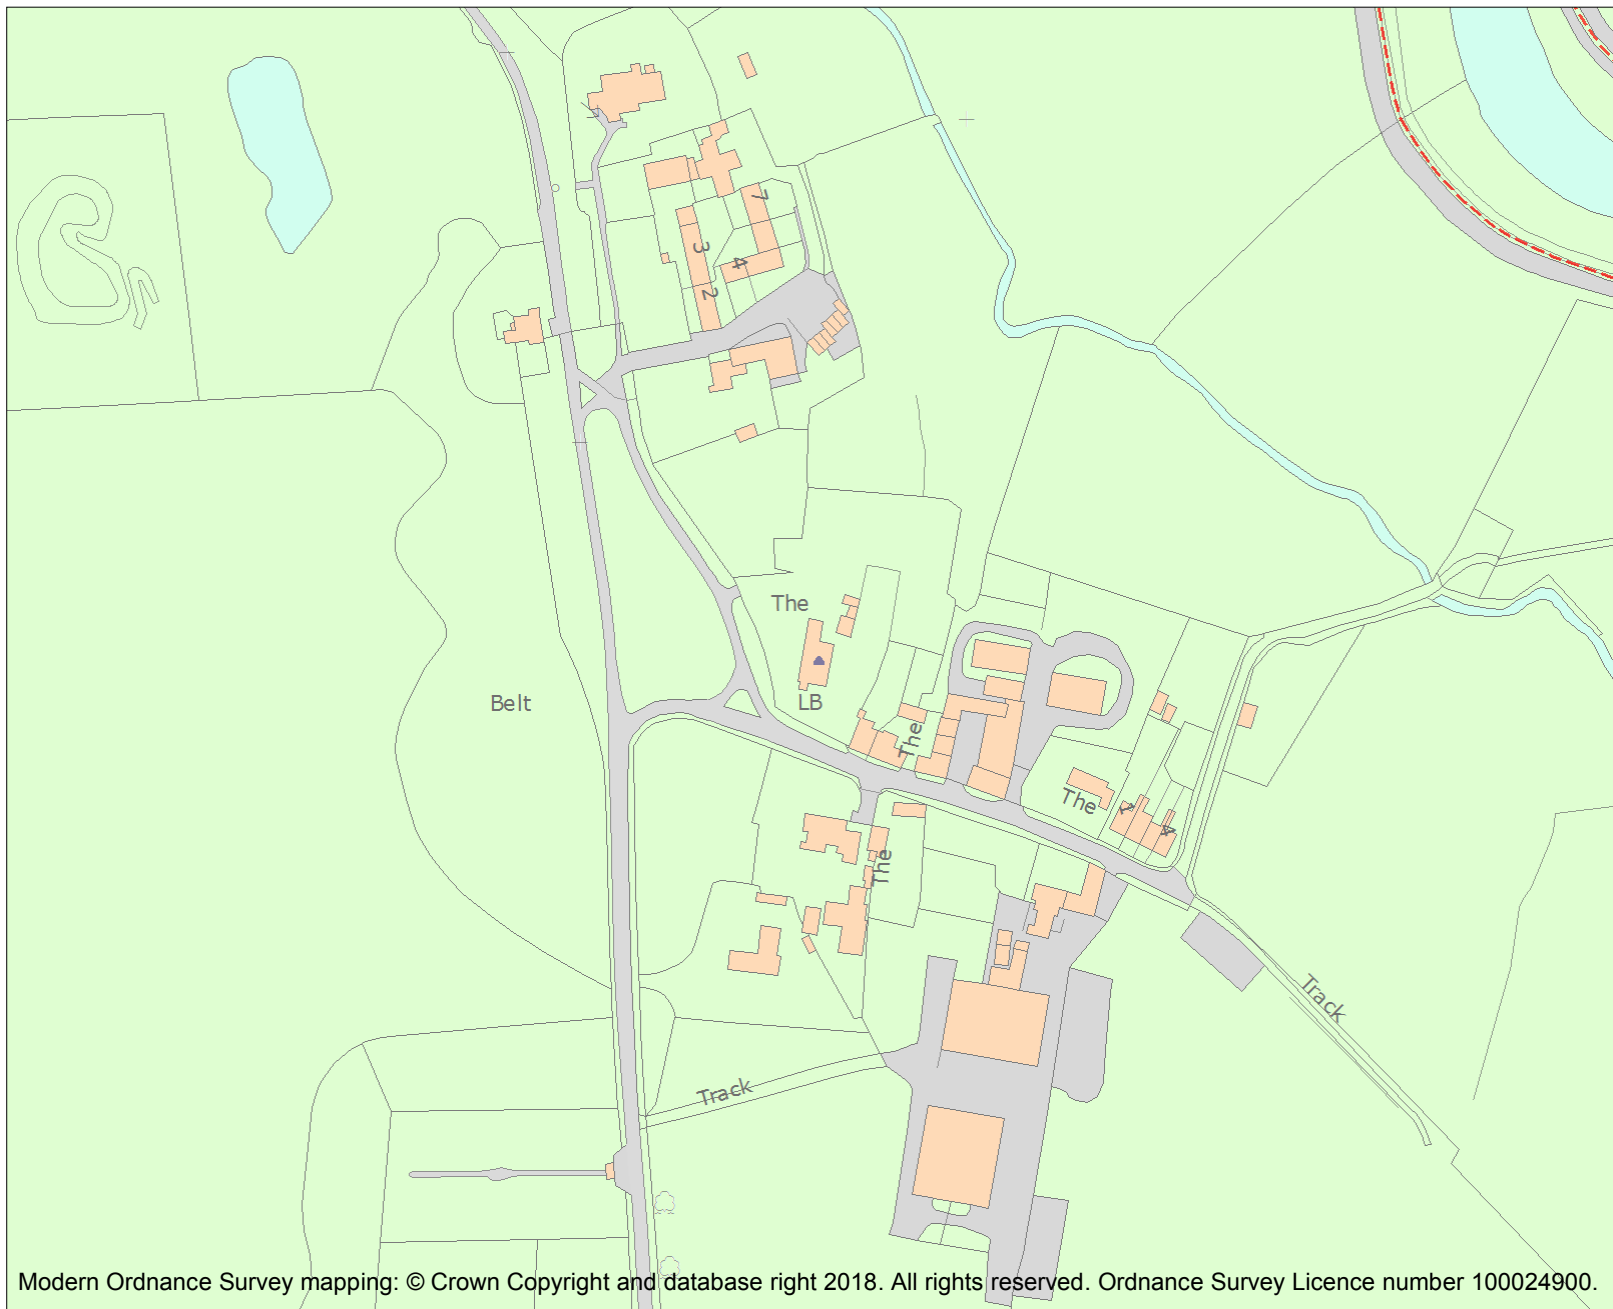 7
3
4
2
The
Belt
LB
The
The
1
4
The
Track
Track
Modern Ordnance Survey mapping: © Crown Copyright and database right 2018. All rights reserved. Ordnance Survey Licence number 100024900.